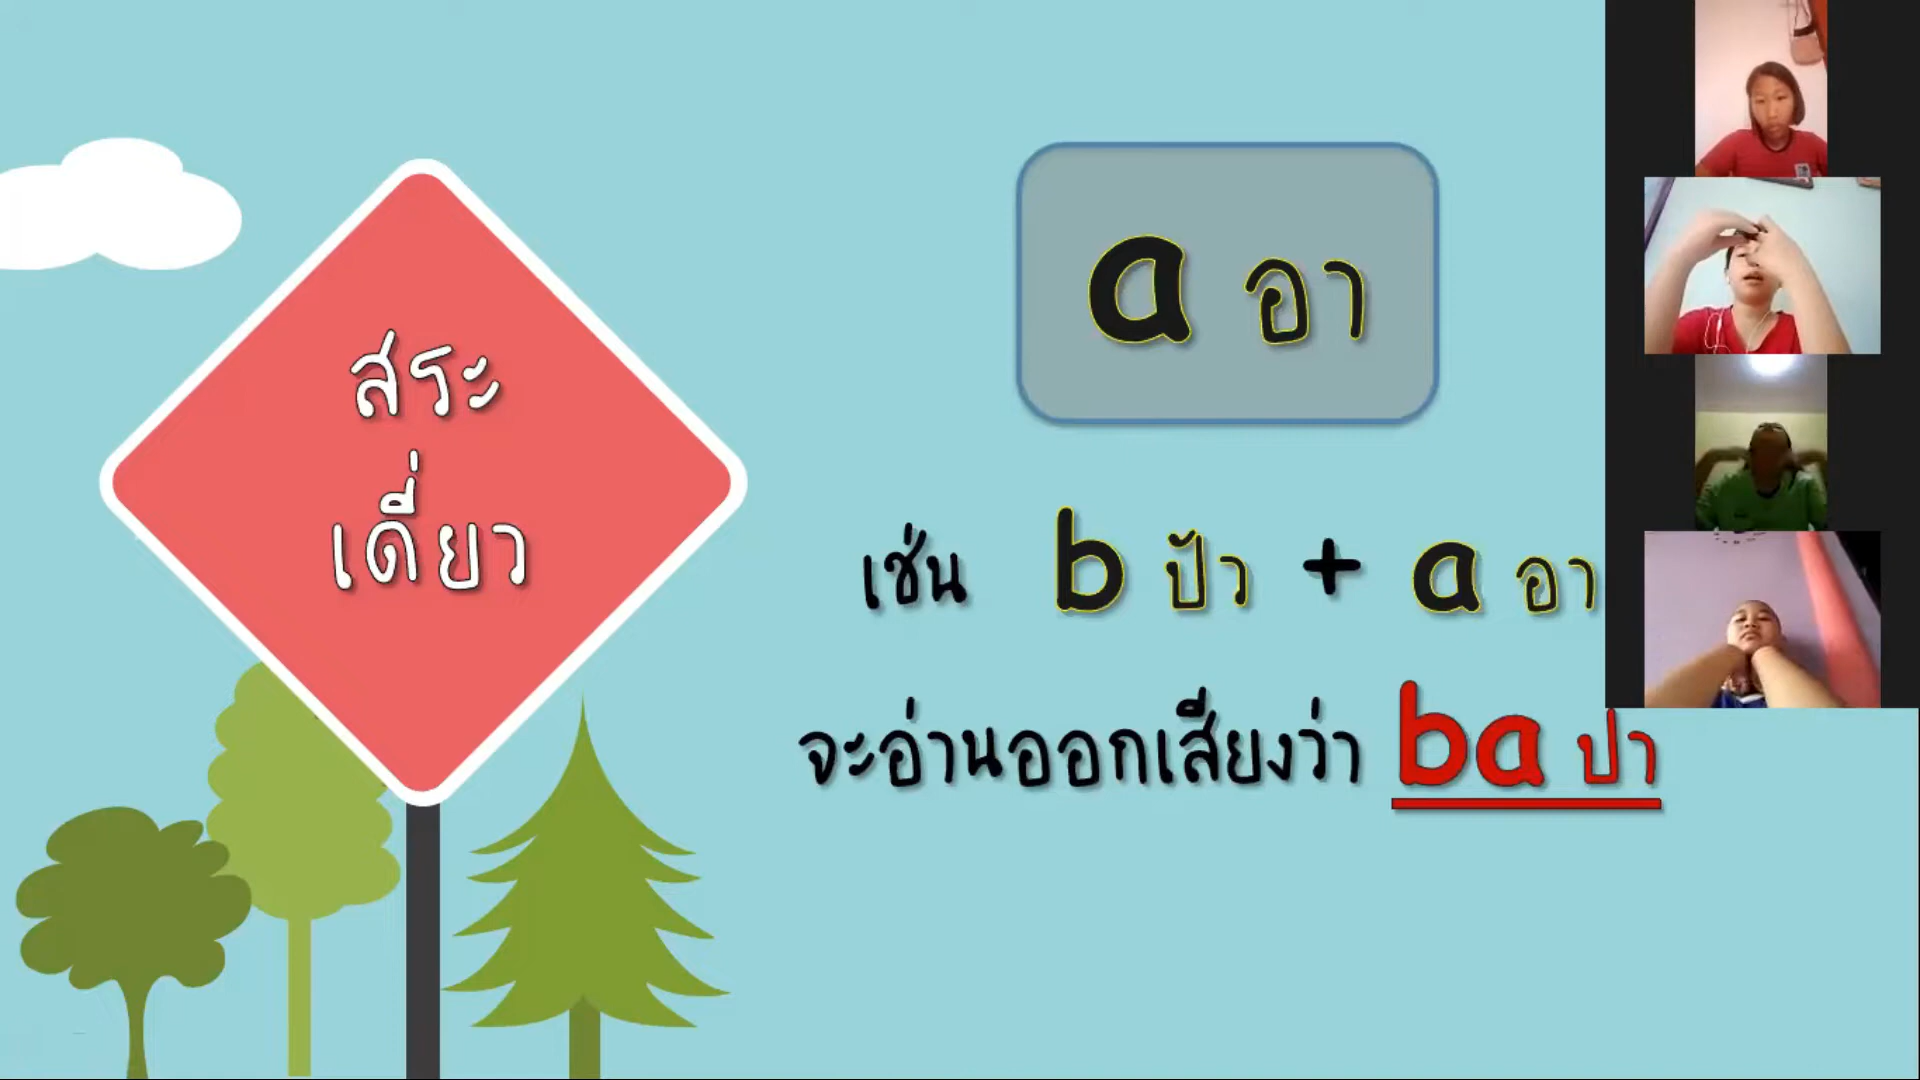 สระ
เดี่ยว
a อา
เช่น b ปัว + a อา
จะอ่านออกเสียงว่า ba ปา